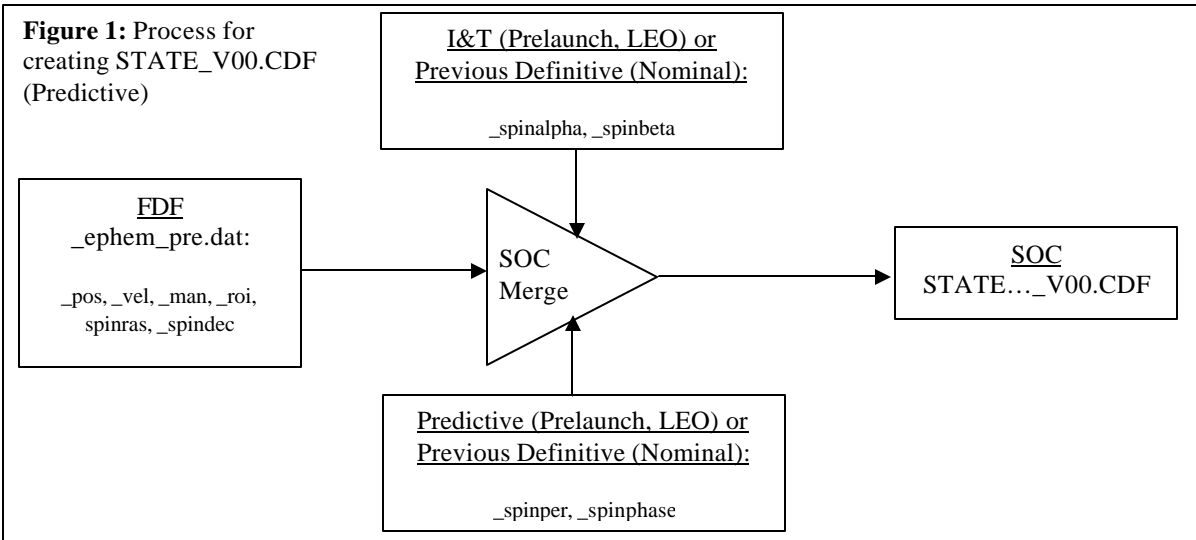 Figure 1: Process for
creating STATE_V00.CDF
(Predictive)
I&T (Prelaunch, LEO) or
Previous Definitive (Nominal):
_spinalpha, _spinbeta
FDF
_ephem_pre.dat:
_pos, _vel, _man, _roi,
spinras, _spindec
SOC
Merge
SOC
STATE…_V00.CDF
Predictive (Prelaunch, LEO) or
Previous Definitive (Nominal):
_spinper, _spinphase